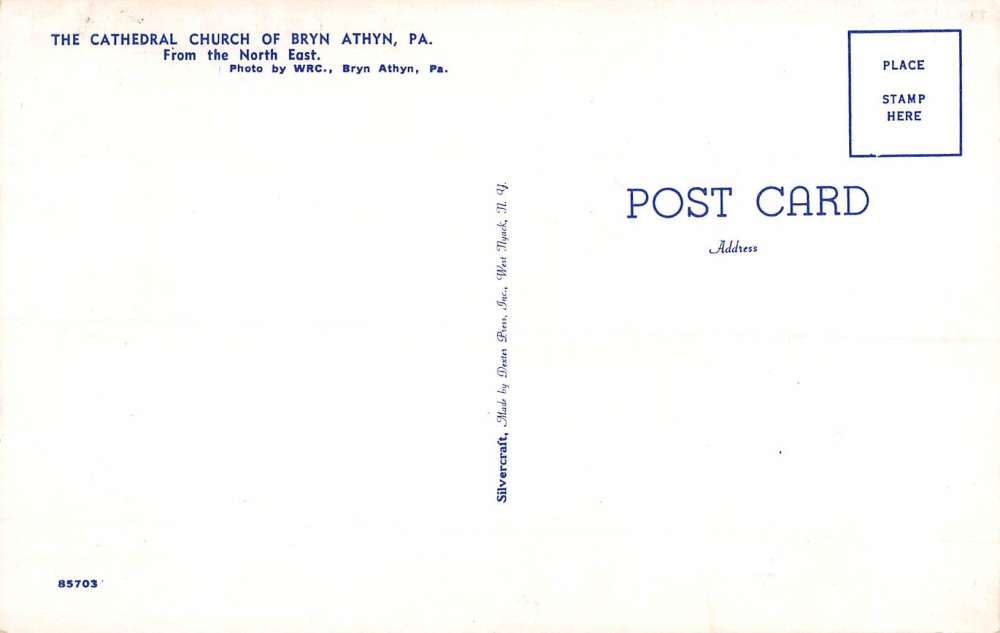 THE CATHEDRAL CHURCH OF BRYN ATHYN, PA.
From the North East.
Photo by WRC., Bryn Athyn, Pa.
PLACE
STAMP
HERE
POST CARD
Address
Silvercraft, Made by Dexter Press, Inc., West Nyack, N. Y.
85703